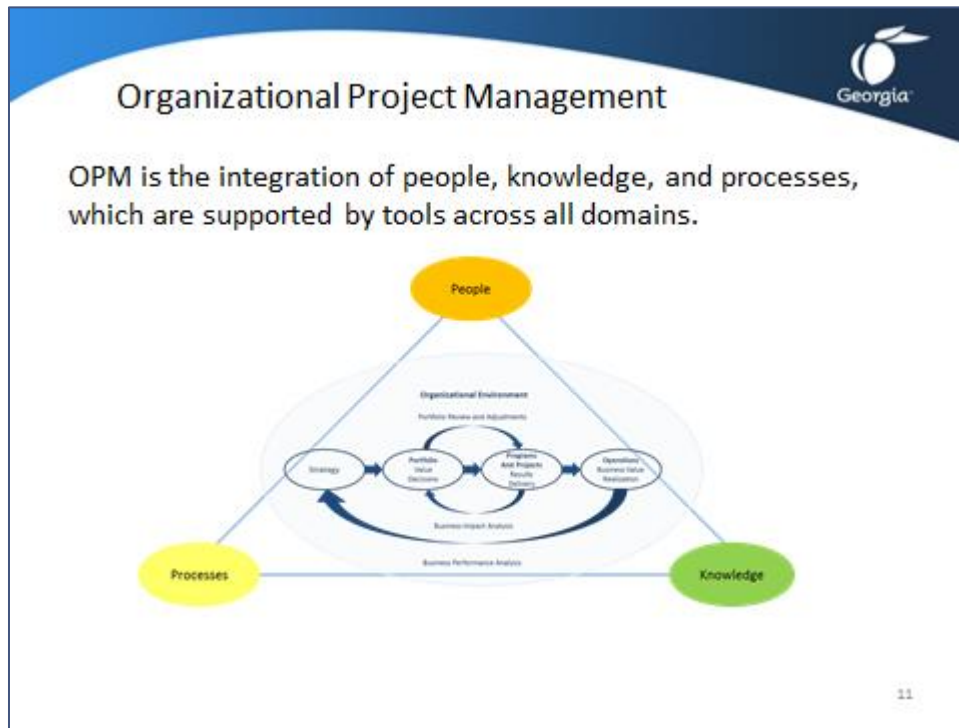 Georgia
Organizational Project Management
OPM is the integration of people, knowledge, and processes,
which are supported by tools across all domains.
People
Organizational Environment
Portfolio Review and Adjustments
Strategy
Portfolio
Value
Decisions
Programs
And Projects
Results
Delivery
Operations
Business Value
Realization
Business Impact Analysis
Business Performance Analysis
Processes
Knowledge
11